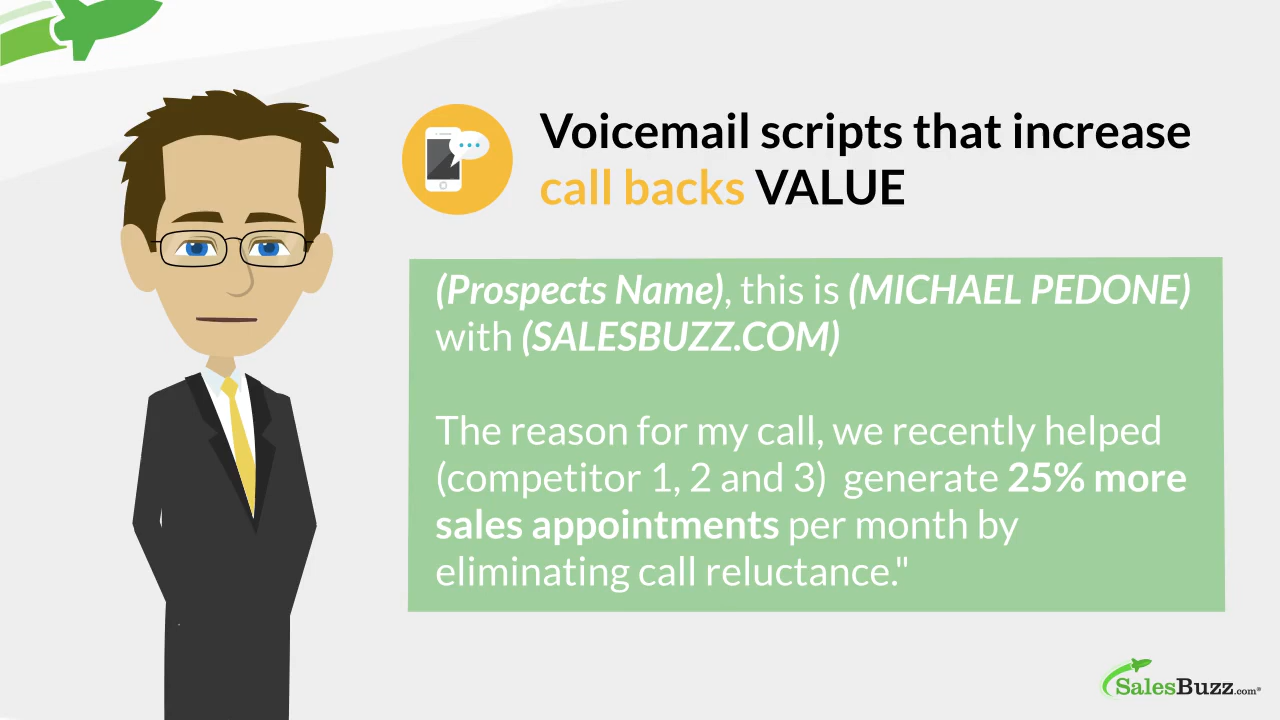 Voicemail scripts that increase
call backs VALUE
(Prospects Name), this is (MICHAEL PEDONE)
with (SALESBUZZ.COM)
The reason for my call, we recently helped
(competitor 1, 2 and 3)  generate 25% more
sales appointments per month by
eliminating call reluctance."
SalesBuzz.com®